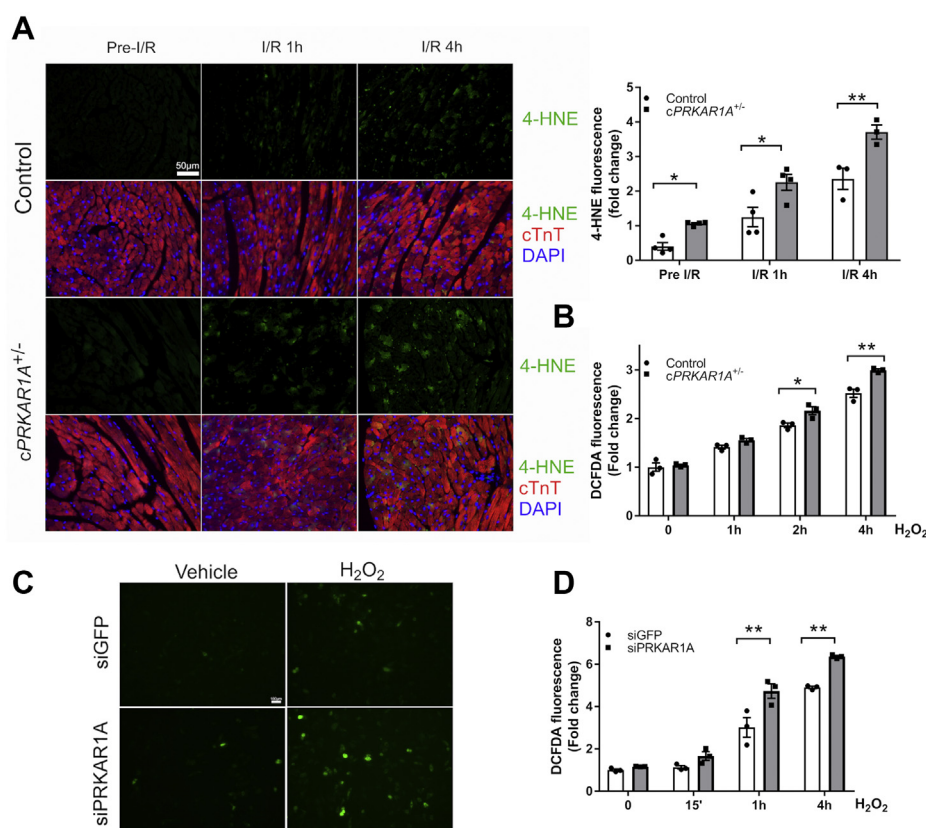 A
Pre-I/R
I/R 1h
I/R 4h
Control
50µm
4-HNE
4-HNE
cTnT
DAPI
cPRKAR1A+/-
4-HNE
4-HNE
cTnT
DAPI
4-HNE fluorescence
(fold change)
5
4
3
2
1
0
Control
cPRKAR1A+/-
*
*
**
Pre I/R
I/R 1h
I/R 4h
B
DCFDA fluorescence
(Fold change)
3
2
1
0
Control
cPRKAR1A+/-
*
**
0
1h
2h
4h
H2O2
C
Vehicle
H2O2
siGFP
siPRKAR1A
D
DCFDA fluorescence
(Fold change)
8
6
4
2
0
siGFP
siPRKAR1A
**
**
0
15'
1h
4h
H2O2